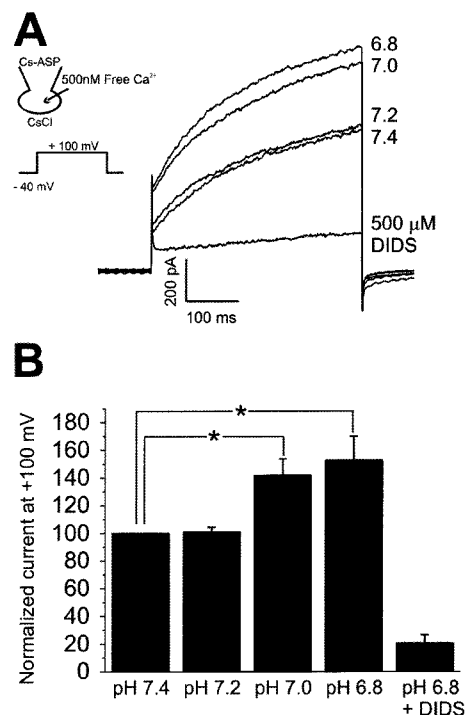 A
Cs-ASP
500nM Free Ca²⁺
CsCl
+ 100 mV
- 40 mV
6.8
7.0
7.2
7.4
500 μM
DIDS
200 pA
100 ms
B
Normalized current at +100 mV
180
160
140
120
100
80
60
40
20
0
*
*
pH 7.4
pH 7.2
pH 7.0
pH 6.8
pH 6.8
+ DIDS